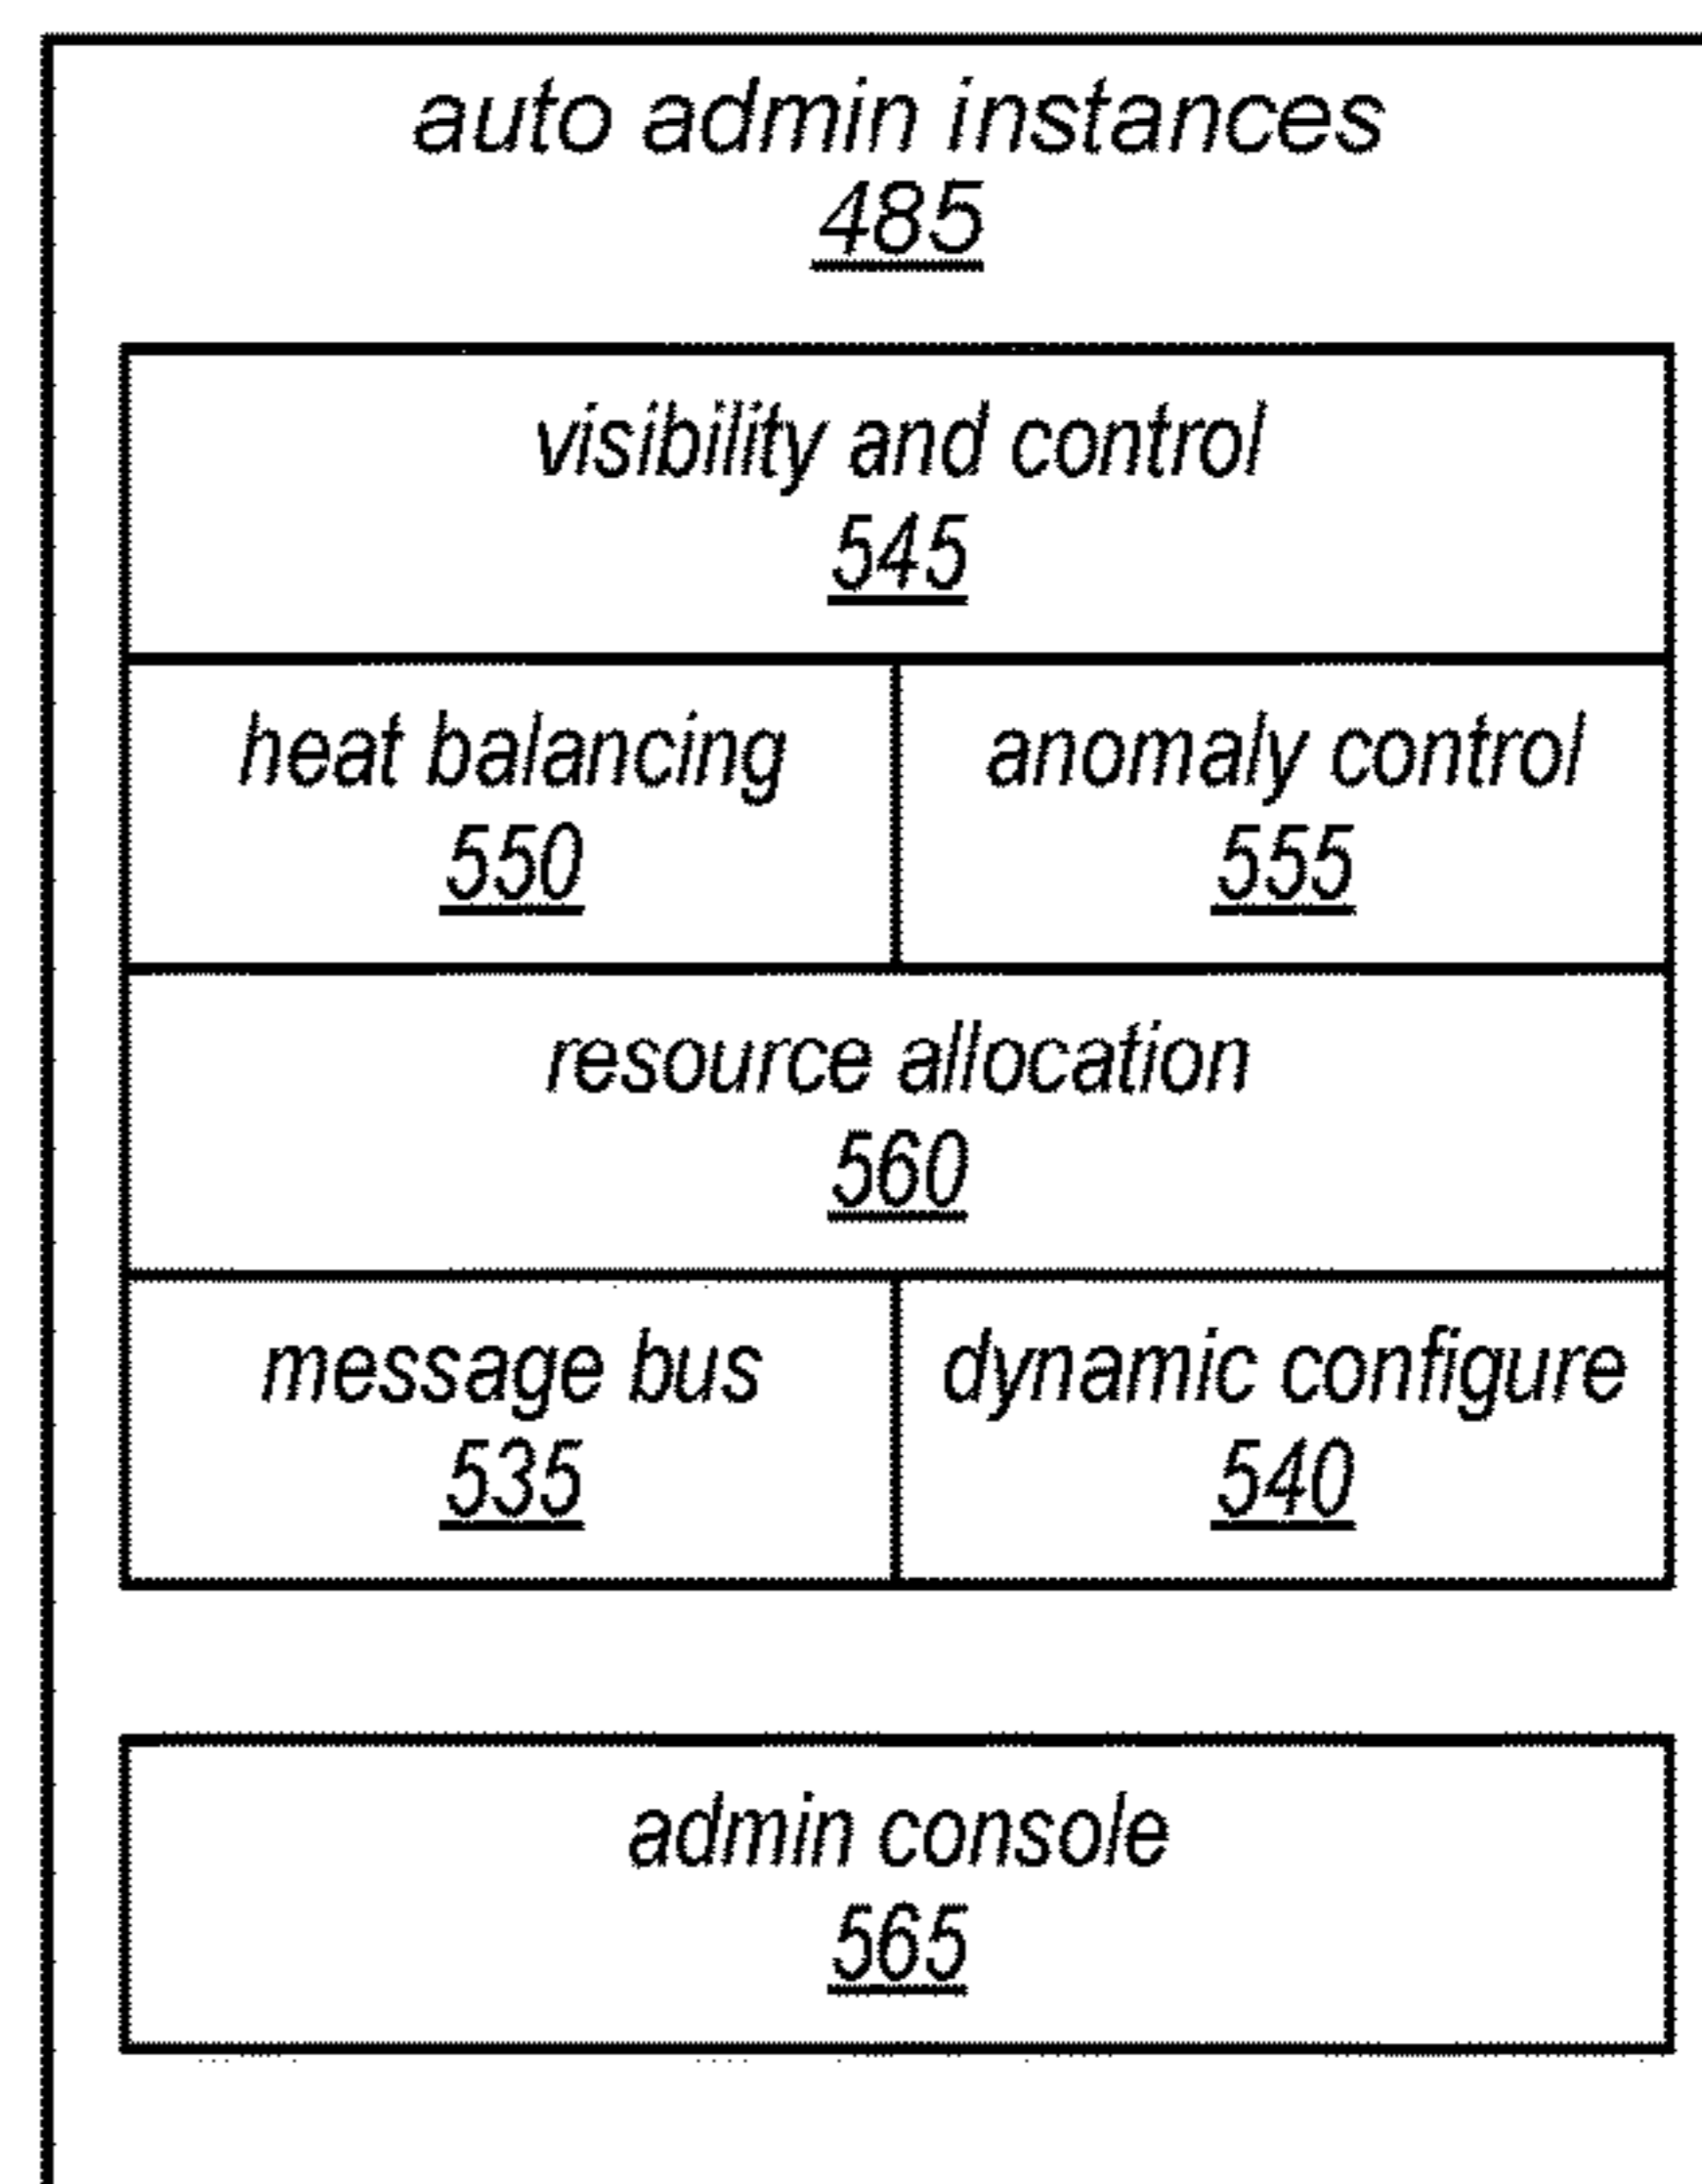 auto admin instances
485
visibility and control
545
heat balancing
550
anomaly control
555
resource allocation
560
message bus
535
dynamic configure
540
admin console
565